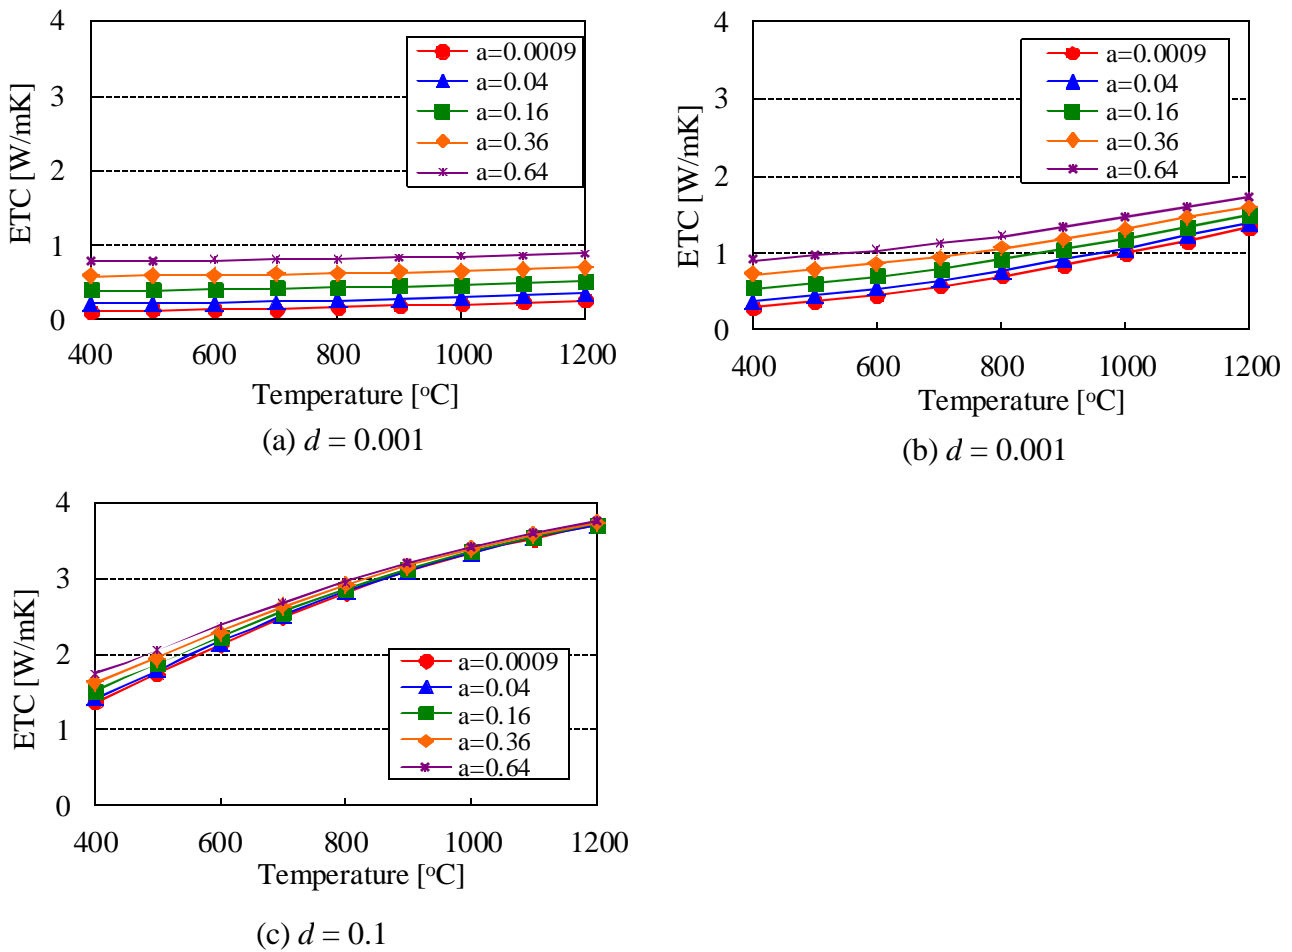 ETC [W/mK]
4
3
2
1
0
a=0.0009
a=0.04
a=0.16
a=0.36
a=0.64
400 600 800 1000 1200
Temperature [°C]
(a) d = 0.001
ETC [W/mK]
4
3
2
1
0
a=0.0009
a=0.04
a=0.16
a=0.36
a=0.64
400 600 800 1000 1200
Temperature [°C]
(b) d = 0.001
ETC [W/mK]
4
3
2
1
0
a=0.0009
a=0.04
a=0.16
a=0.36
a=0.64
400 600 800 1000 1200
Temperature [°C]
(c) d = 0.1